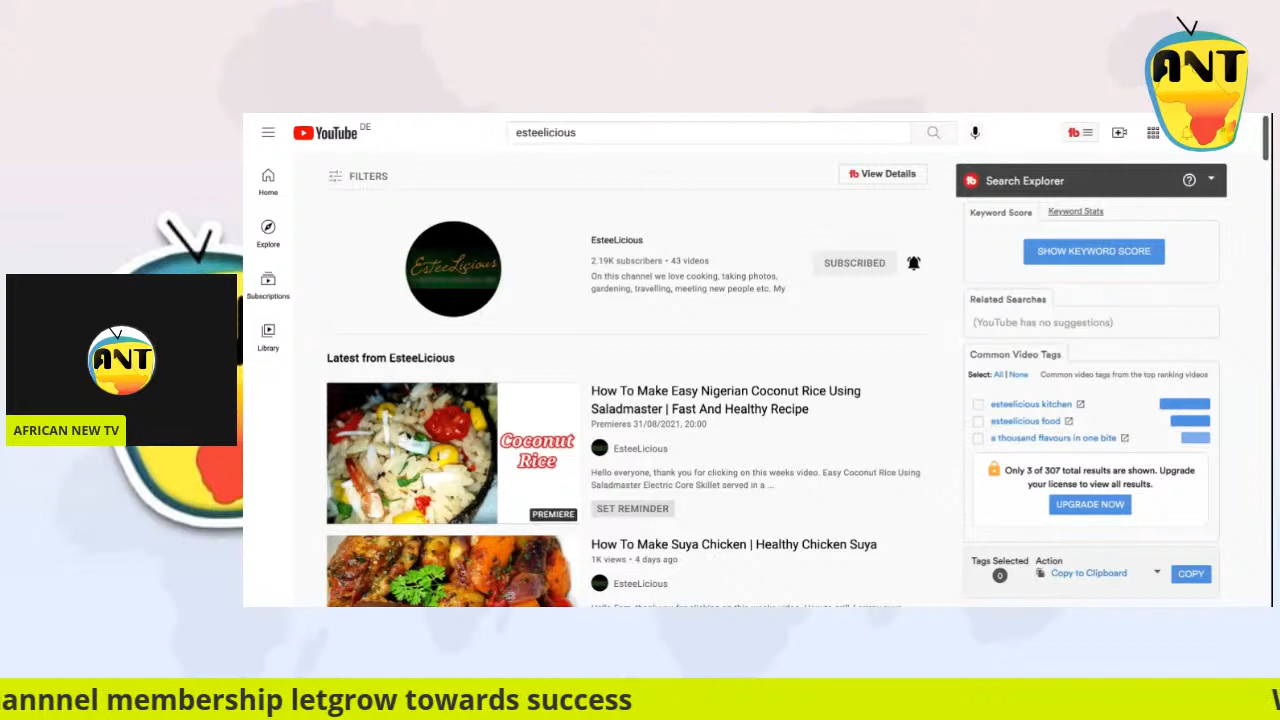 ANT
YouTube DE
esteelicious
Home
Explore
Subscriptions
Library
FILTERS
View Details
EsteeLicious
EsteeLicious
2.19K subscribers • 43 videos
On this channel we love cooking, taking photos,
gardening, travelling, meeting new people etc. My
SUBSCRIBED
Latest from EsteeLicious
Coconut
Rice
PREMIERE
How To Make Easy Nigerian Coconut Rice Using
Saladmaster | Fast And Healthy Recipe
Premieres 31/08/2021, 20:00
EsteeLicious
Hello everyone, thank you for clicking on this weeks video. Easy Coconut Rice Using
Saladmaster Electric Core Skillet served in a ...
SET REMINDER
How To Make Suya Chicken | Healthy Chicken Suya
1K views • 4 days ago
EsteeLicious
tb Search Explorer
Keyword Score
Keyword Stats
SHOW KEYWORD SCORE
Related Searches
(YouTube has no suggestions)
Common Video Tags
Select: All | None Common video tags from the top ranking videos
esteelicious kitchen
esteelicious food
a thousand flavours in one bite
Only 3 of 307 total results are shown. Upgrade
your license to view all results.
UPGRADE NOW
Tags Selected
0
Action
Copy to Clipboard
COPY
ANT
AFRICAN NEW TV
annnel membership letgrow towards success